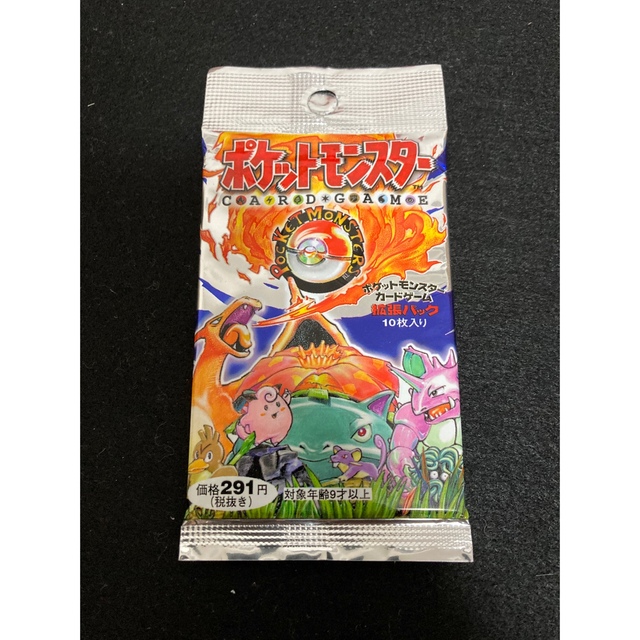 ポケットモンスター
TM
CARD★GAME
POCKET MONSTERS
ポケットモンスター
カードゲーム
拡張パック
10枚入り
価格291円
(税抜き)
対象年齢9才以上